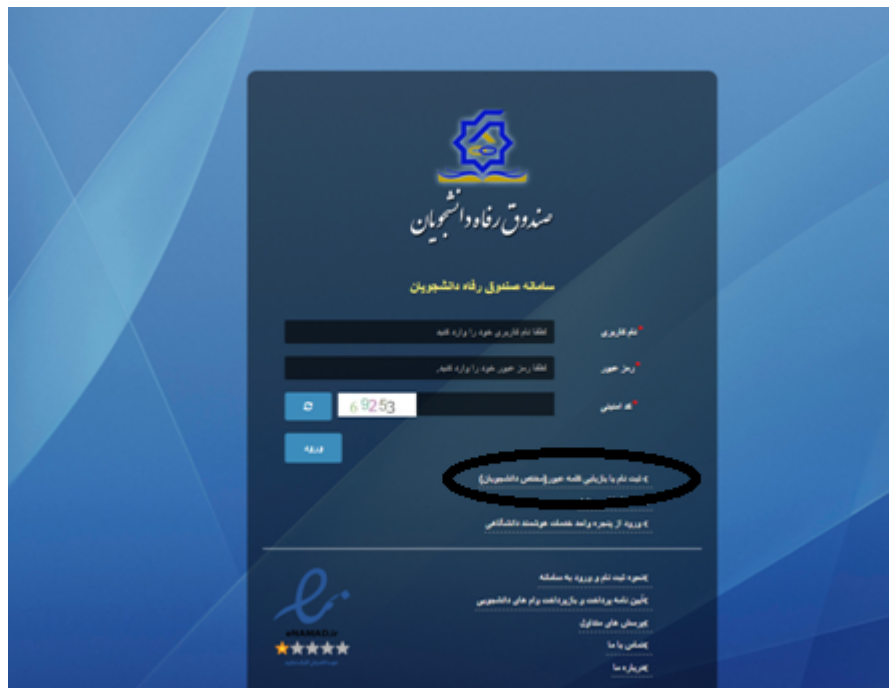 صندوق رفاه دانشجویان
سامانه صندوق رفاه دانشجویان
*نام کاربری
لطفا نام کاربری خود را وارد کنید
*رمز عبور
لطفا رمز عبور خود را وارد کنید.
*کد امنیتی
69253
ورود
ثبت نام یا بازیابی کلمه عبور(مختص دانشجویان)
ورود از پنجره واحد خدمات هوشمند دانشگاهی
نحوه ثبت نام و ورود به سامانه
آیین نامه پرداخت و بازپرداخت وام های دانشجویی
پرسش های متداول
تماس با ما
درباره ما
eNAMAD.ir